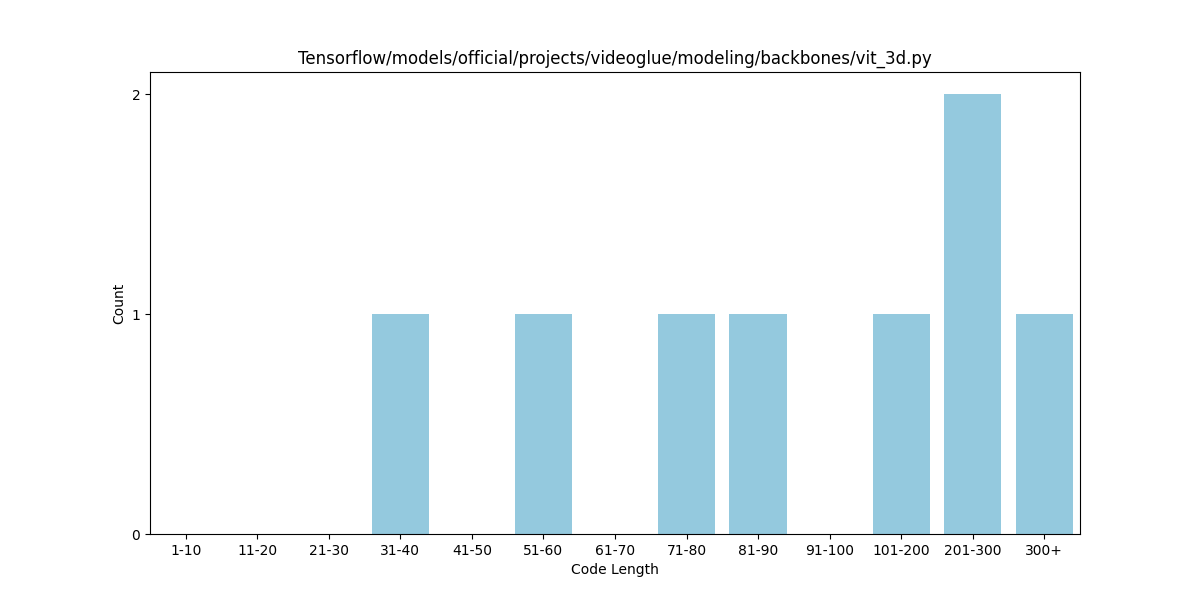 Tensorflow/models/official/projects/videoglue/modeling/backbones/vit_3d.py
2
1
0
Count
1-10 11-20 21-30 31-40 41-50 51-60 61-70 71-80 81-90 91-100 101-200 201-300 300+
Code Length